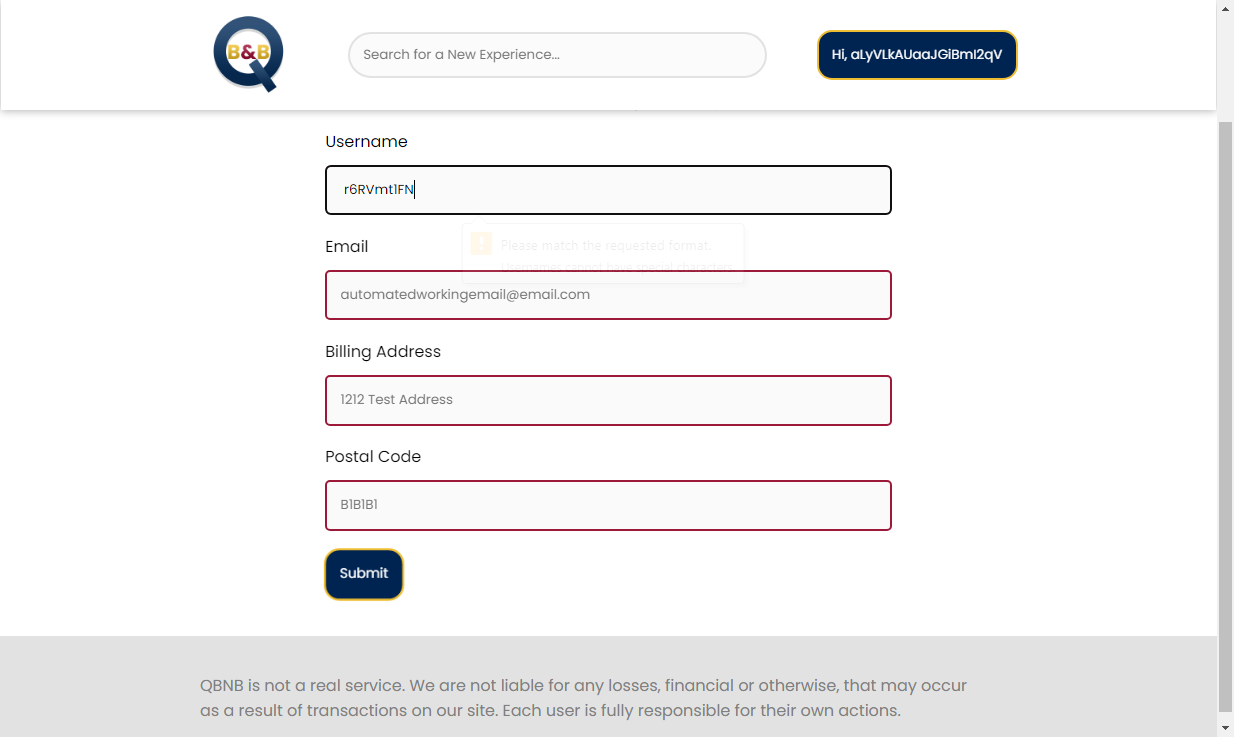 B&B
Search for a New Experience...
Hi, aLyVLkAUaaJGiBmI2qV
Username
r6RVmt1FN
Email
Please match the requested format.
Usernames cannot have special characters
automatedworkingemail@email.com
Billing Address
1212 Test Address
Postal Code
B1B1B1
Submit
QBNB is not a real service. We are not liable for any losses, financial or otherwise, that may occur
as a result of transactions on our site. Each user is fully responsible for their own actions.